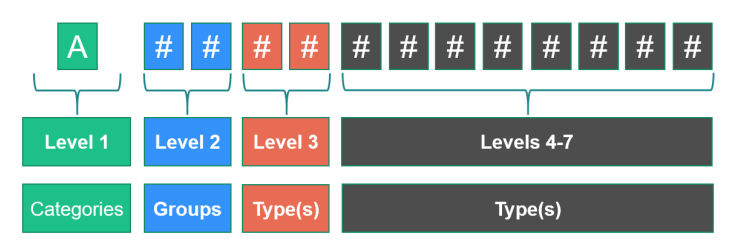 A # # # # # # # # # # # #
Level 1 Level 2 Level 3 Levels 4-7
Categories Groups Type(s) Type(s)